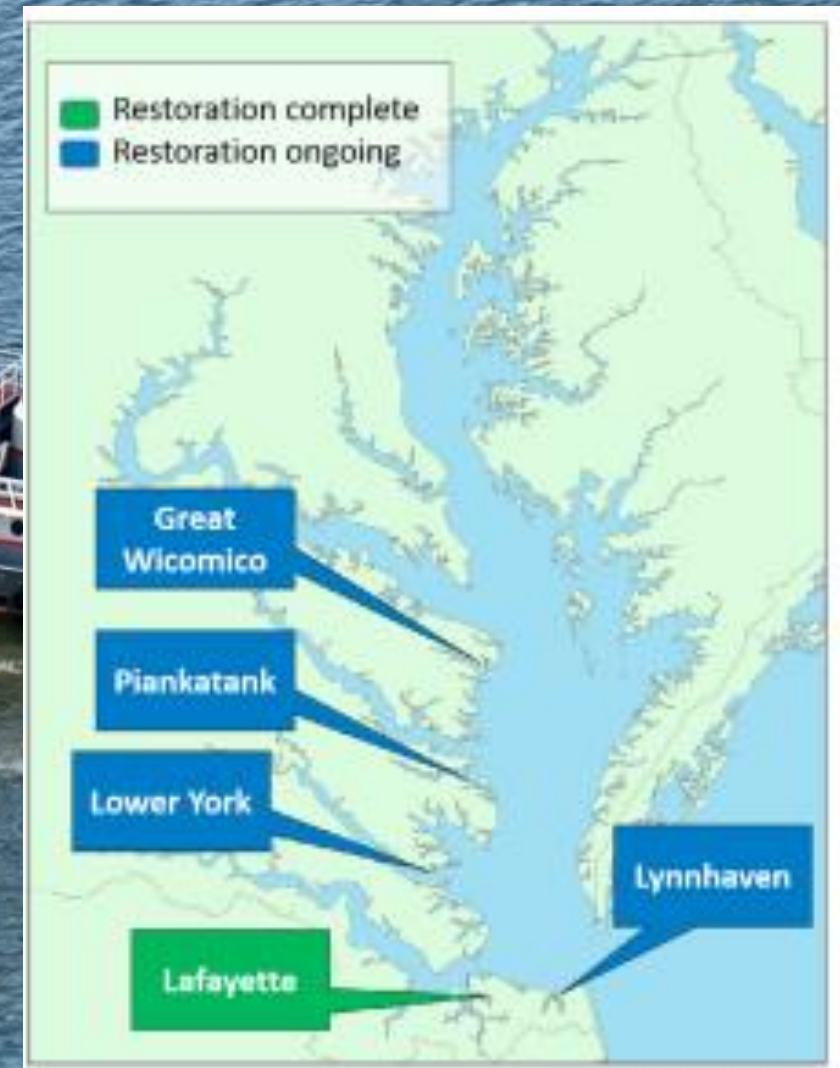 Restoration complete
Restoration ongoing
Great
Wicomico
Piankatank
Lower York
Lynnhaven
Lafayette